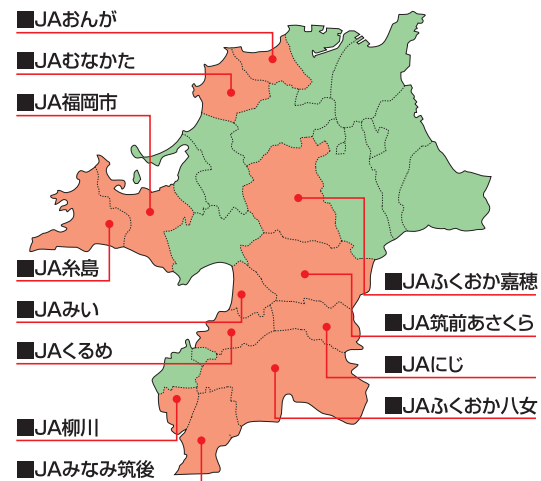 ■JAおんが
■JAむなかた
■JA福岡市
■JA糸島
■JAみい
■JAくるめ
■JA柳川
■JAみなみ筑後
■JAふくおか嘉穂
■JA筑前あさくら
■JAにじ
■JAふくおか八女